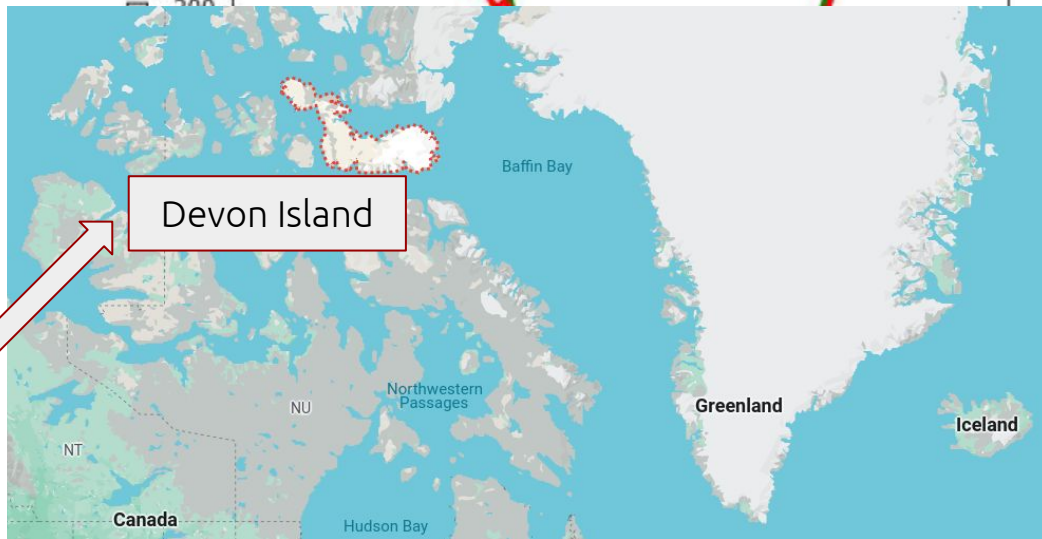 Baffin Bay
Devon Island
Northwestern
Passages
NU
Greenland
Iceland
NT
Canada
Hudson Bay